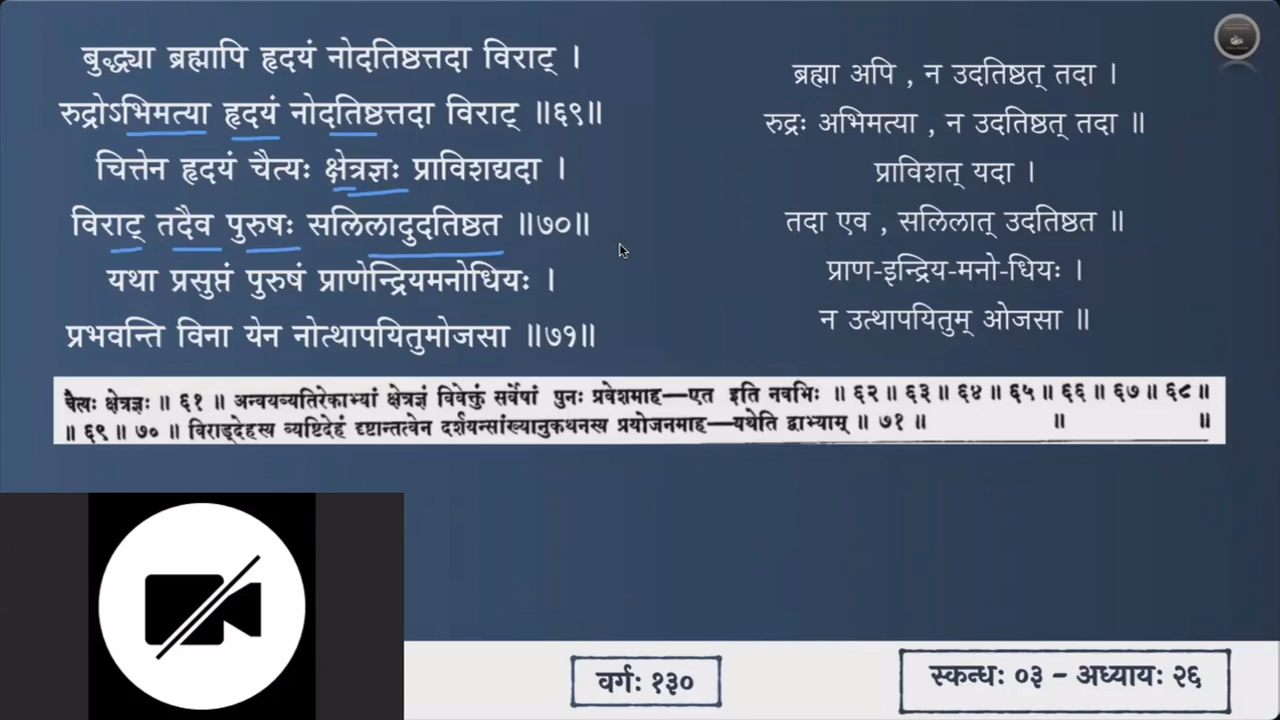 बुद्ध्या ब्रह्मापि हृदयं नोदतिष्ठत्तदा विराट् ।
रुद्रोऽभिमत्या हृदयं नोदतिष्ठत्तदा विराट् ॥६९॥
चित्तेन हृदयं चैत्यः क्षेत्रज्ञः प्राविशद्यदा ।
विराट् तदैव पुरुषः सलिलादुदतिष्ठत ॥७०॥
यथा प्रसुप्तं पुरुषं प्राणेन्द्रियमनोधियः ।
प्रभवन्ति विना येन नोत्थापयितुमोजसा ॥७१॥
ब्रह्मा अपि , न उदतिष्ठत् तदा ।
रुद्रः अभिमत्या , न उदतिष्ठत् तदा ॥
प्राविशत् यदा ।
तदा एव , सलिलात् उदतिष्ठत ॥
प्राण-इन्द्रिय-मनो-धियः ।
न उत्थापयितुम् ओजसा ॥
चैत्यः क्षेत्रज्ञः ॥ ६१ ॥ अन्वयव्यतिरेकाभ्यां क्षेत्रज्ञं विवेक्तुं सर्वेषां पुनः प्रवेशमाह—एत इति नवभिः ॥ ६२ ॥ ६३ ॥ ६४ ॥ ६५ ॥ ६६ ॥ ६७ ॥ ६८ ॥
॥ ६९ ॥ ७० ॥ विराड्देहस्य व्यष्टिदेहं दृष्टान्तत्वेन दर्शयन्सांख्यानुकथनस्य प्रयोजनमाह—यथेति द्वाभ्याम् ॥ ७१ ॥ ॥ ॥
वर्गः १३०
स्कन्धः ०३ – अध्यायः २६